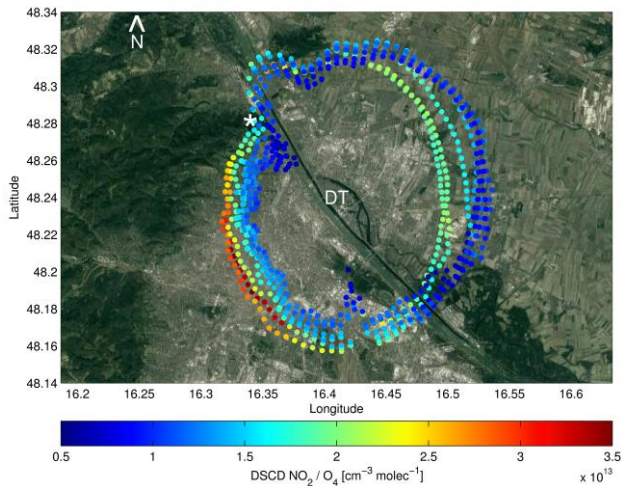 N
48.34
48.32
48.3
48.28
48.26
48.24
48.22
48.2
48.18
48.16
48.14
*
DT
Latitude
16.2 16.25 16.3 16.35 16.4 16.45 16.5 16.55 16.6
Longitude
0.5 1 1.5 2 2.5 3 3.5
DSCD NO₂ / O₄ [cm⁻³ molec⁻¹]
x 10¹³